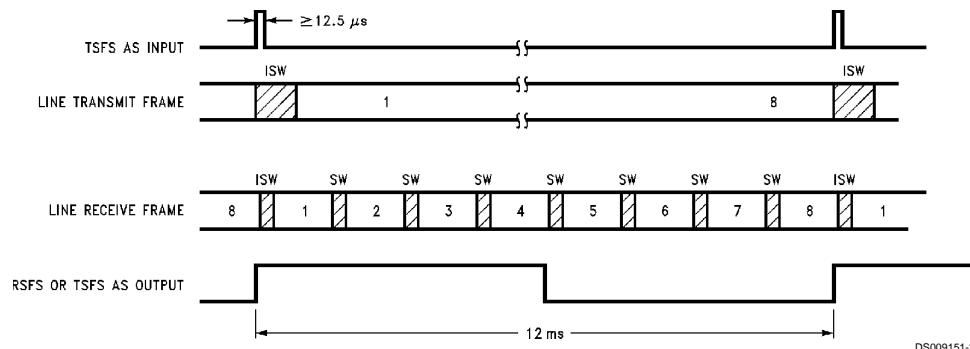 ≥12.5 μs
TSFS AS INPUT
ISW ISW
LINE TRANSMIT FRAME 1 8
ISW SW SW SW SW SW SW SW ISW
LINE RECEIVE FRAME 8 1 2 3 4 5 6 7 8 1
RSFS OR TSFS AS OUTPUT
12 ms